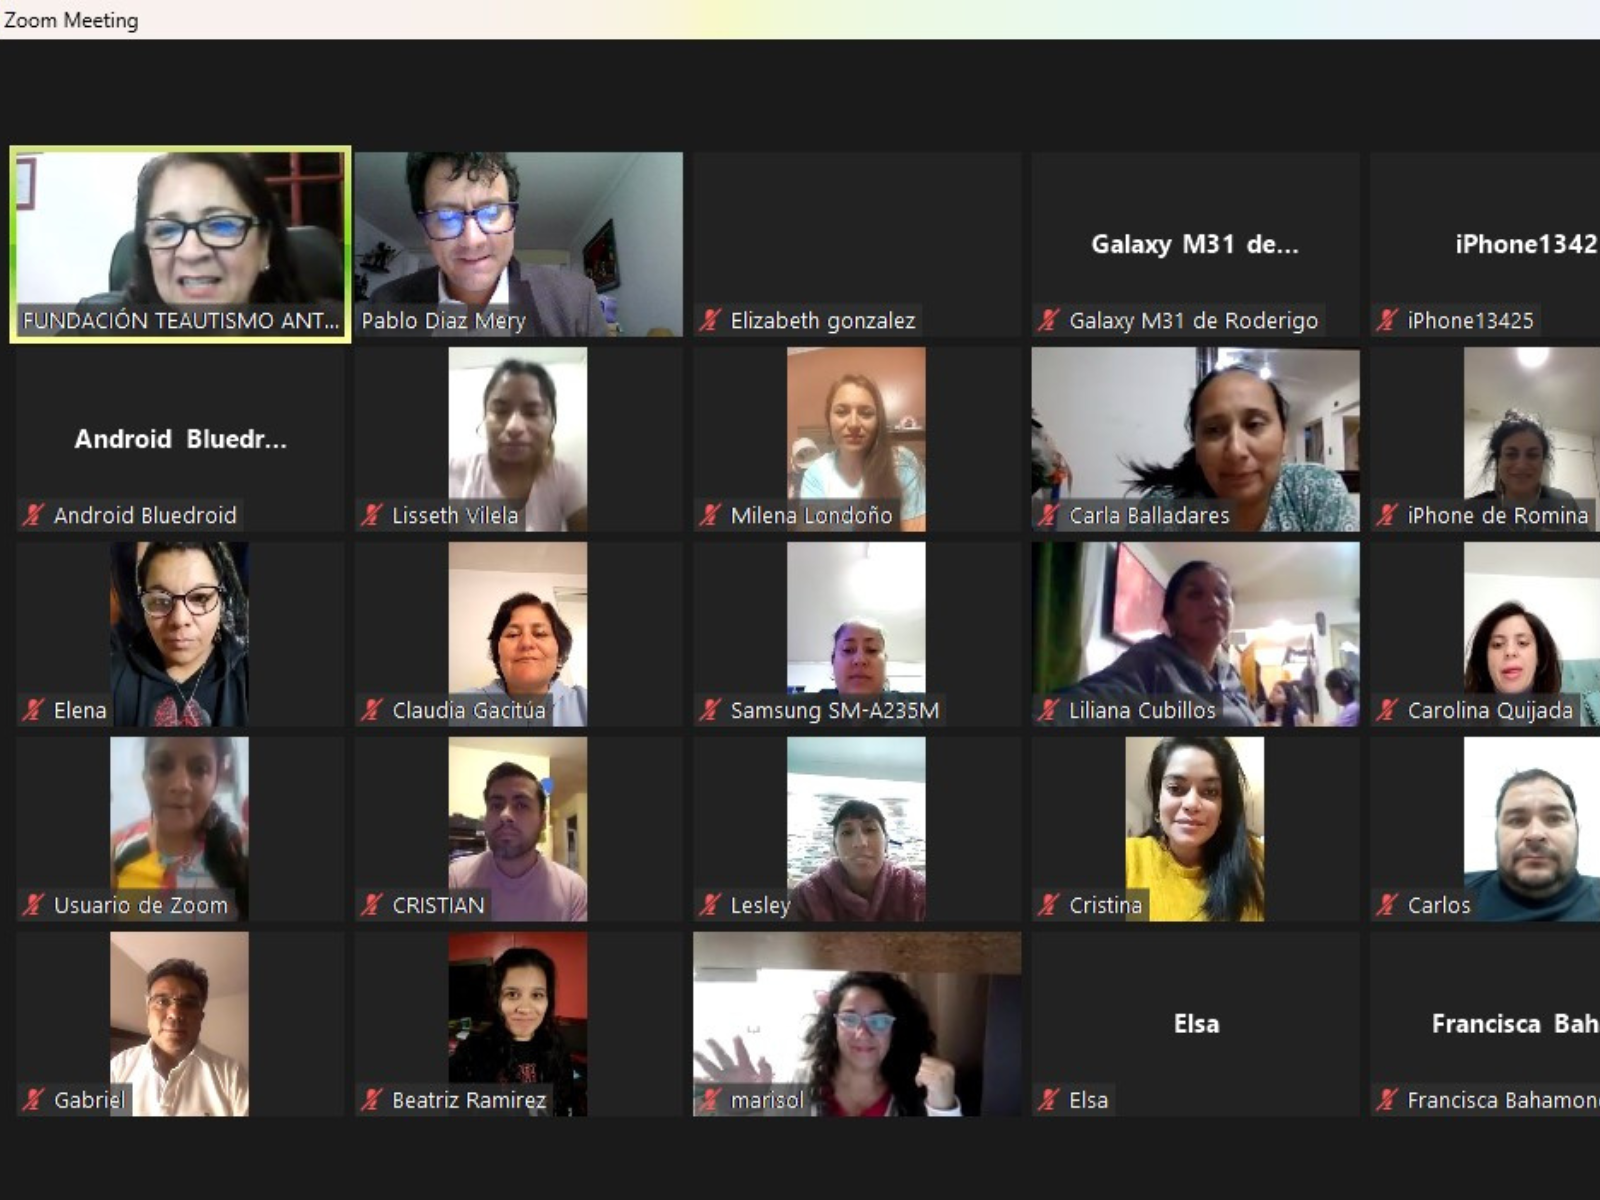 Zoom Meeting
FUNDACIÓN TEAUTISMO ANT...
Pablo Diaz Mery
Elizabeth gonzalez
Galaxy M31 de...
Galaxy M31 de Roderigo
iPhone1342
iPhone13425
Android Bluedr...
Android Bluedroid
Lisseth Vilela
Milena Londoño
Carla Balladares
iPhone de Romina
Elena
Claudia Gacitúa
Samsung SM-A235M
Liliana Cubillos
Carolina Quijada
Usuario de Zoom
CRISTIAN
Lesley
Cristina
Carlos
Gabriel
Beatriz Ramirez
marisol
Elsa
Elsa
Francisca Bah
Francisca Bahamon